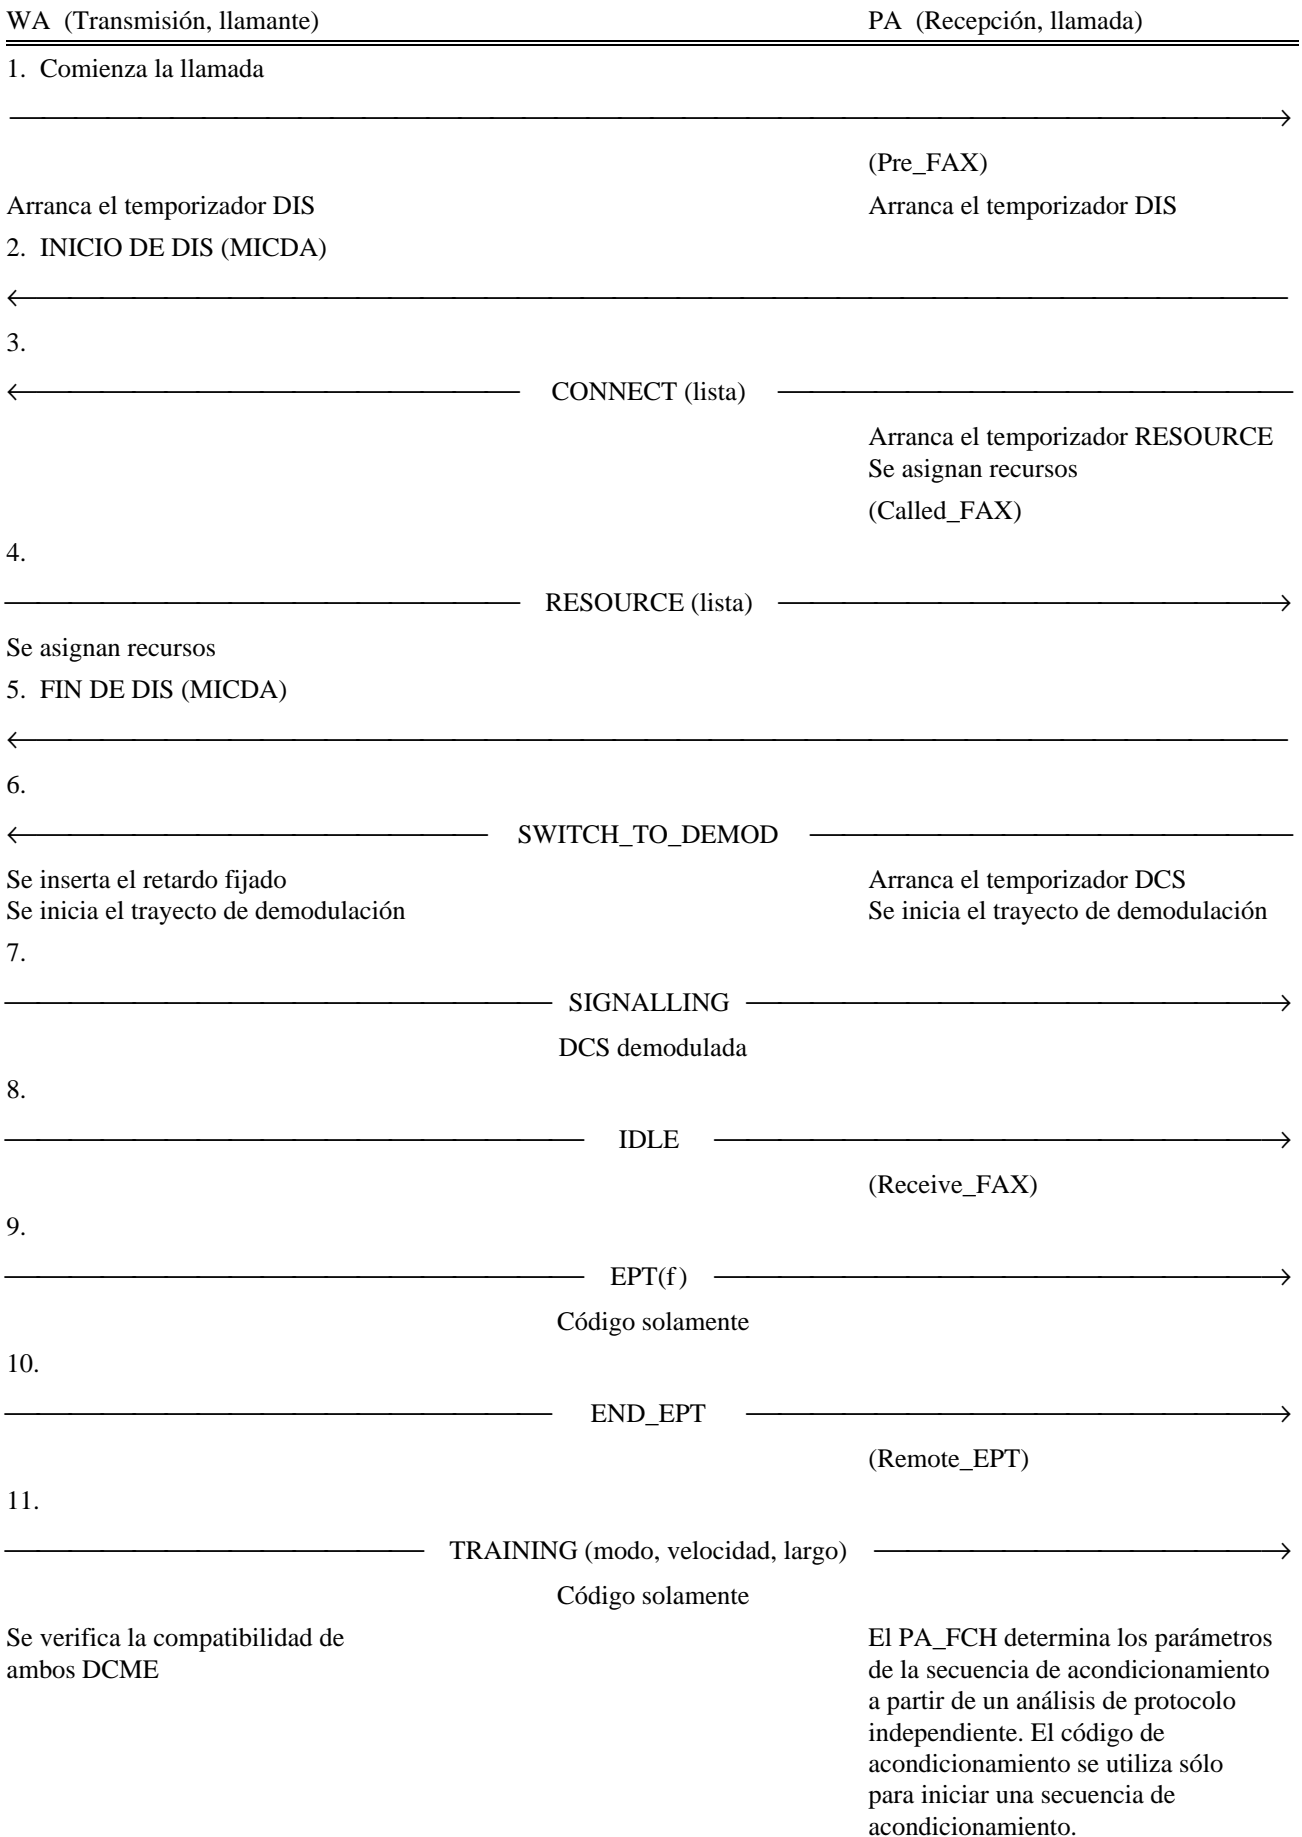 WA (Transmisión, llamante) PA (Recepción, llamada)
1. Comienza la llamada
(Pre_FAX)
Arranca el temporizador DIS Arranca el temporizador DIS
2. INICIO DE DIS (MICDA)
3.
CONNECT (lista)
Arranca el temporizador RESOURCE
Se asignan recursos
(Called_FAX)
4.
RESOURCE (lista)
Se asignan recursos
5. FIN DE DIS (MICDA)
6.
SWITCH_TO_DEMOD
Se inserta el retardo fijado Arranca el temporizador DCS
Se inicia el trayecto de demodulación Se inicia el trayecto de demodulación
7.
SIGNALLING
DCS demodulada
8.
IDLE
(Receive_FAX)
9.
EPT(f)
Código solamente
10.
END_EPT
(Remote_EPT)
11.
TRAINING (modo, velocidad, largo)
Código solamente
Se verifica la compatibilidad de El PA_FCH determina los parámetros
ambos DCME de la secuencia de acondicionamiento
a partir de un análisis de protocolo
independiente. El código de
acondicionamiento se utiliza sólo
para iniciar una secuencia de
acondicionamiento.